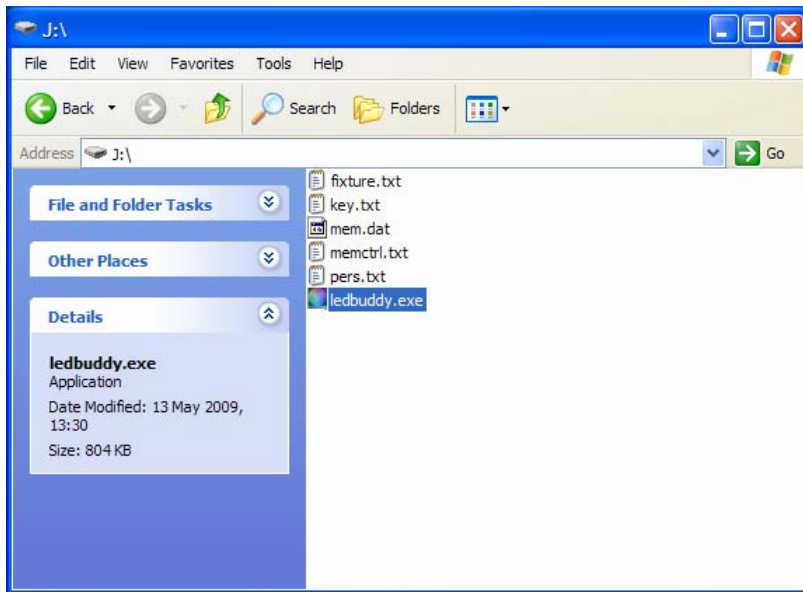 J:\
File Edit View Favorites Tools Help
Back Search Folders
Address J:\ Go
File and Folder Tasks
Other Places
Details
ledbuddy.exe
Application
Date Modified: 13 May 2009,
13:30
Size: 804 KB
fixture.txt
key.txt
mem.dat
memctrl.txt
pers.txt
ledbuddy.exe